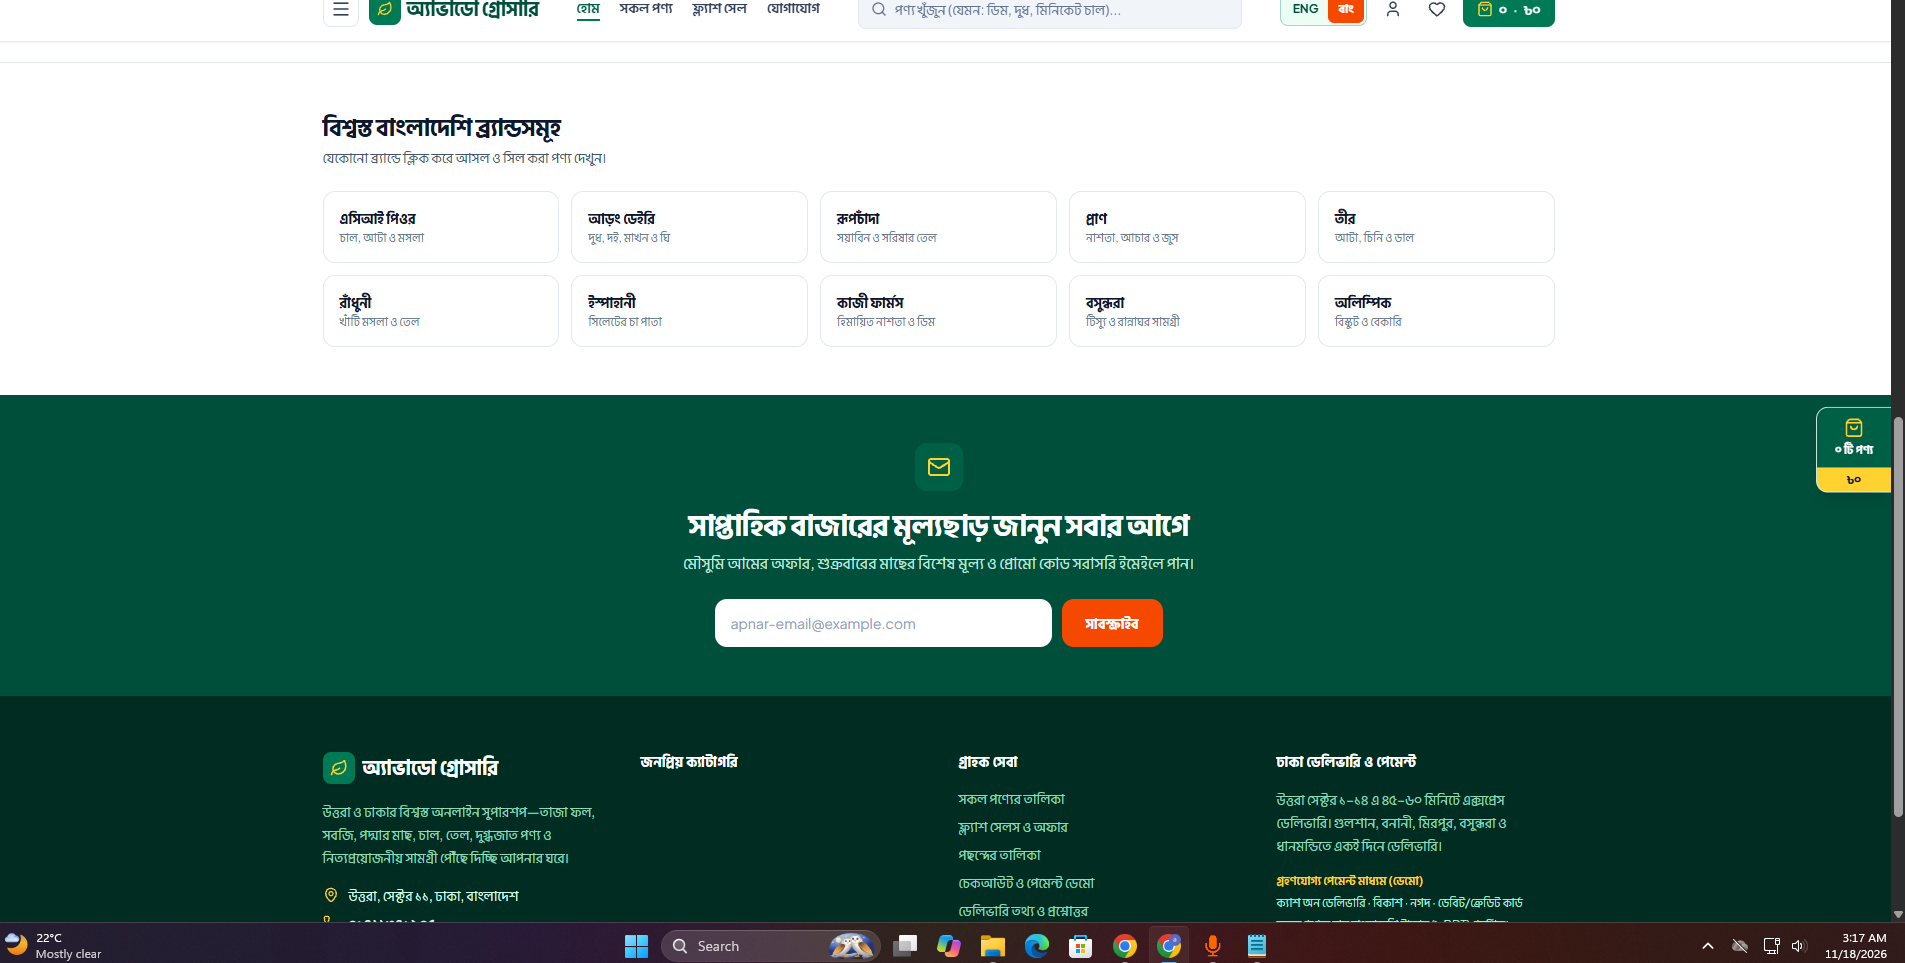 অ্যাভাডো গ্রোসারি
হোম সকল পণ্য ফ্ল্যাশ সেল যোগাযোগ
পণ্য খুঁজুন (যেমন: ডিম, দুধ, মিনিকেট চাল)...
ENG বাং
০ · ৳০
বিশ্বস্ত বাংলাদেশি ব্র্যান্ডসমূহ
যেকোনো ব্র্যান্ডে ক্লিক করে আসল ও সিল করা পণ্য দেখুন।
এসিআই পিওর
চাল, আটা ও মসলা
আড়ং ডেইরি
দুধ, দই, মাখন ও ঘি
রূপচাঁদা
সয়াবিন ও সরিষার তেল
প্রাণ
নাশতা, আচার ও জুস
তীর
আটা, চিনি ও ডাল
রাঁধুনী
খাঁটি মসলা ও তেল
ইস্পাহানী
সিলেটের চা পাতা
কাজী ফার্মস
হিমায়িত নাশতা ও ডিম
বসুন্ধরা
টিস্যু ও রান্নাঘর সামগ্রী
অলিম্পিক
বিস্কুট ও বেকারি
০ টি পণ্য
৳০
সাপ্তাহিক বাজারের মূল্যছাড় জানুন সবার আগে
মৌসুমি আমের অফার, শুক্রবারের মাছের বিশেষ মূল্য ও প্রোমো কোড সরাসরি ইমেইলে পান।
apnar-email@example.com
সাবস্ক্রাইব
অ্যাভাডো গ্রোসারি
উত্তরা ও ঢাকার বিশ্বস্ত অনলাইন সুপারশপ—তাজা ফল,
সবজি, পদ্মার মাছ, চাল, তেল, দুগ্ধজাত পণ্য ও
নিত্যপ্রয়োজনীয় সামগ্রী পৌঁছে দিচ্ছি আপনার ঘরে।
উত্তরা, সেক্টর ১১, ঢাকা, বাংলাদেশ
জনপ্রিয় ক্যাটাগরি
গ্রাহক সেবা
সকল পণ্যের তালিকা
ফ্ল্যাশ সেলস ও অফার
পছন্দের তালিকা
চেকআউট ও পেমেন্ট ডেমো
ডেলিভারি তথ্য ও প্রশ্নোত্তর
ঢাকা ডেলিভারি ও পেমেন্ট
উত্তরা সেক্টর ১–১৪ এ ৪৫–৬০ মিনিটে এক্সপ্রেস
ডেলিভারি। গুলশান, বনানী, মিরপুর, বসুন্ধরা ও
ধানমন্ডিতে একই দিনে ডেলিভারি।
গ্রহণযোগ্য পেমেন্ট মাধ্যম (ডেমো)
ক্যাশ অন ডেলিভারি · বিকাশ · নগদ · ডেবিট/ক্রেডিট কার্ড
22°C
Mostly clear
Search
3:17 AM
11/18/2026